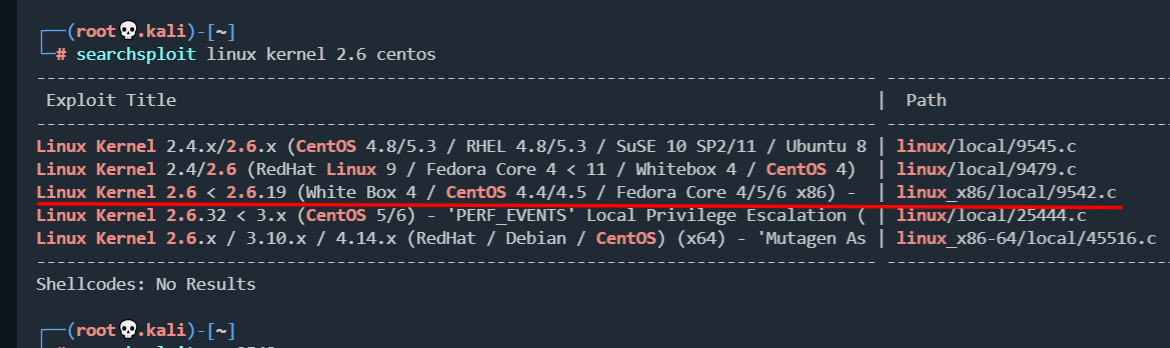 ┌──(root💀.kali)-[~]
└─# searchsploit linux kernel 2.6 centos
---------------------------------------------------------------------------------- ----------------------------
Exploit Title | Path
---------------------------------------------------------------------------------- ----------------------------
Linux Kernel 2.4.x/2.6.x (CentOS 4.8/5.3 / RHEL 4.8/5.3 / SuSE 10 SP2/11 / Ubuntu 8 | linux/local/9545.c
Linux Kernel 2.4/2.6 (RedHat Linux 9 / Fedora Core 4 < 11 / Whitebox 4 / CentOS 4) | linux/local/9479.c
Linux Kernel 2.6 < 2.6.19 (White Box 4 / CentOS 4.4/4.5 / Fedora Core 4/5/6 x86) - | linux_x86/local/9542.c
Linux Kernel 2.6.32 < 3.x (CentOS 5/6) - 'PERF_EVENTS' Local Privilege Escalation ( | linux/local/25444.c
Linux Kernel 2.6.x / 3.10.x / 4.14.x (RedHat / Debian / CentOS) (x64) - 'Mutagen As | linux_x86-64/local/45516.c
---------------------------------------------------------------------------------- ----------------------------
Shellcodes: No Results
┌──(root💀.kali)-[~]